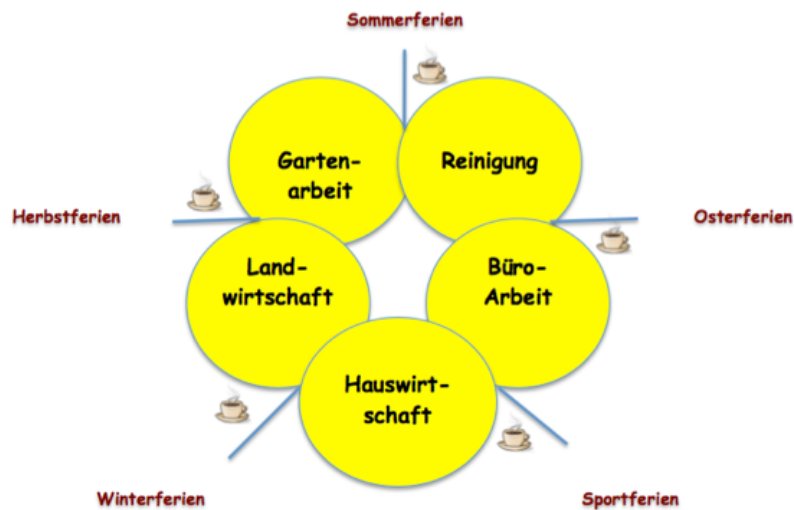 Sommerferien
Garten-
arbeit
Reinigung
Herbstferien
Osterferien
Land-
wirtschaft
Büro-
Arbeit
Hauswirt-
schaft
Winterferien
Sportferien